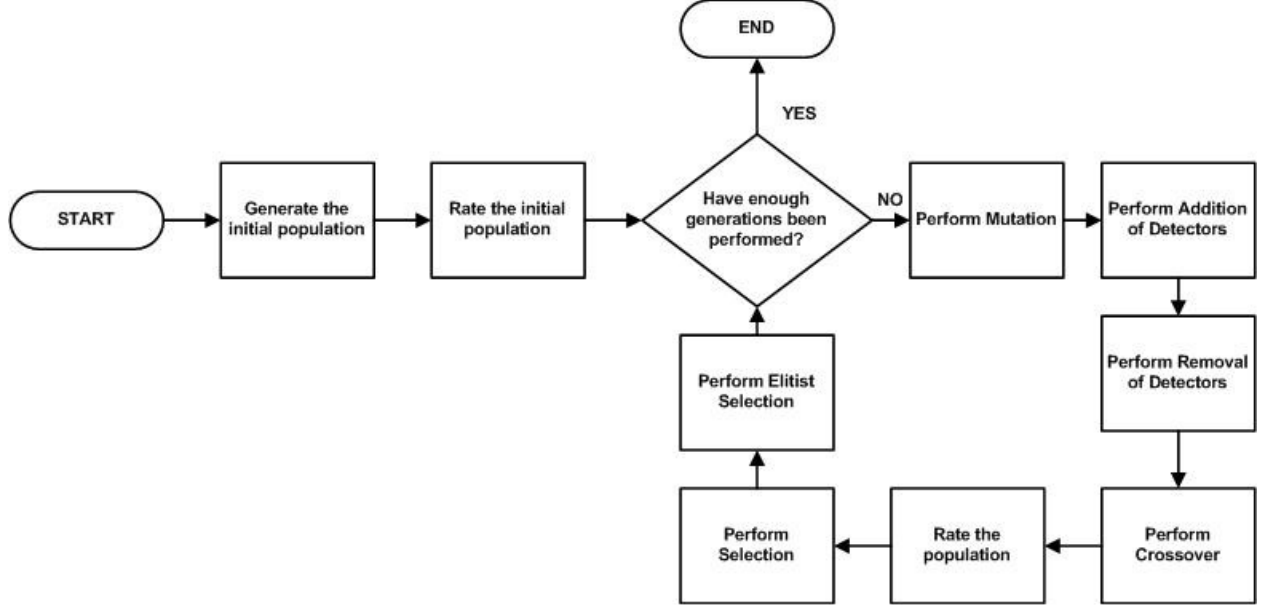 END
YES
START
Generate the
initial population
Rate the initial
population
Have enough
generations been
performed?
NO
Perform Mutation
Perform Addition
of Detectors
Perform Removal
of Detectors
Perform
Crossover
Rate the
population
Perform
Selection
Perform Elitist
Selection